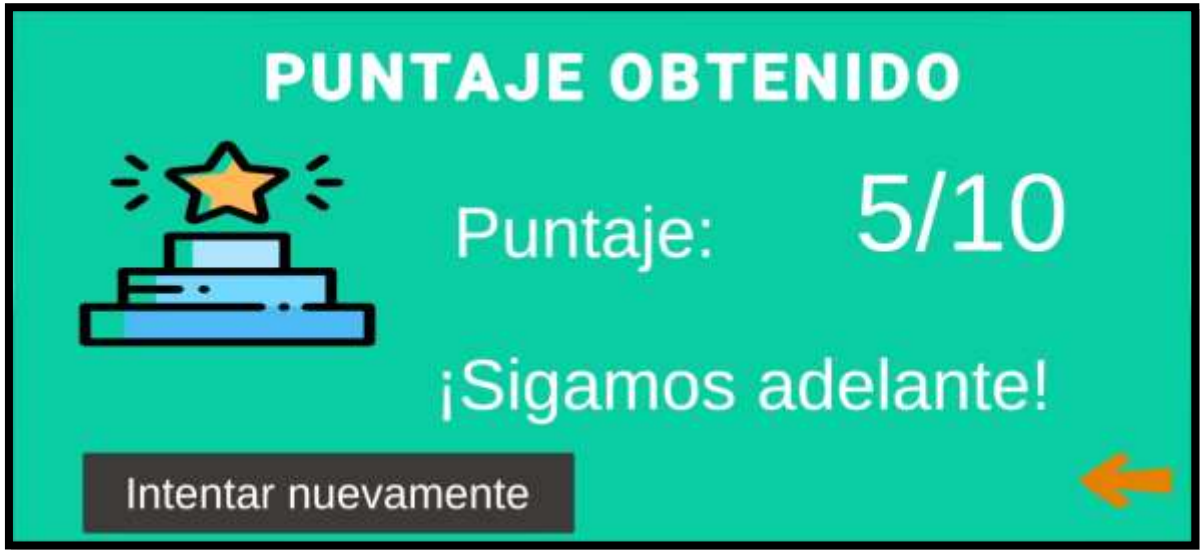 PUNTAJE OBTENIDO
Puntaje: 5/10
¡Sigamos adelante!
Intentar nuevamente